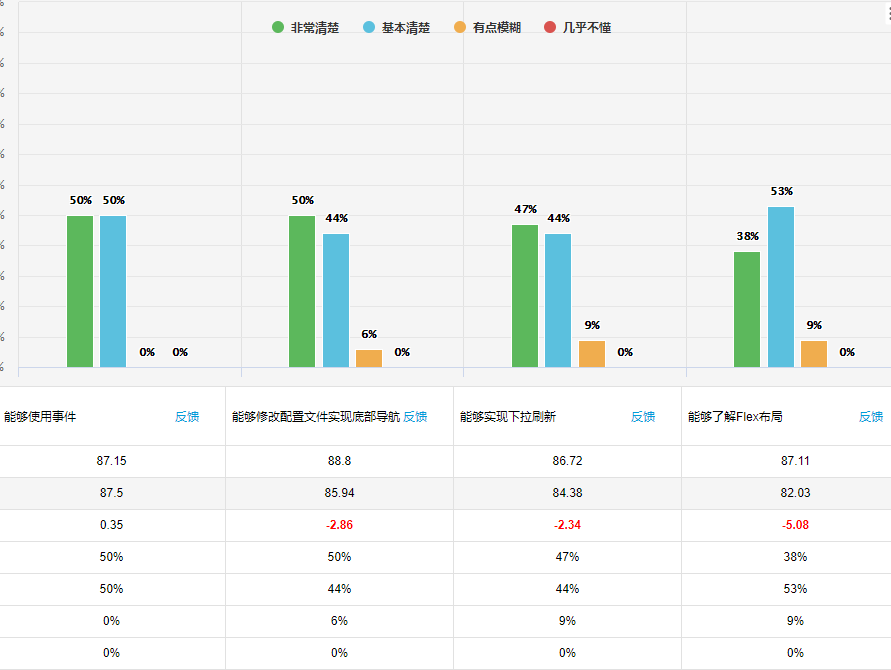 非常清楚 基本清楚 有点模糊 几乎不懂
%
%
%
%
%
%
%
%
%
%
%
%
%
50% 50% 0% 0%
50% 44% 6% 0%
47% 44% 9% 0%
38% 53% 9% 0%
能够使用事件 反馈 能够修改配置文件实现底部导航 反馈 能够实现下拉刷新 反馈 能够了解Flex布局 反馈
87.15 88.8 86.72 87.11
87.5 85.94 84.38 82.03
0.35 -2.86 -2.34 -5.08
50% 50% 47% 38%
50% 44% 44% 53%
0% 6% 9% 9%
0% 0% 0% 0%